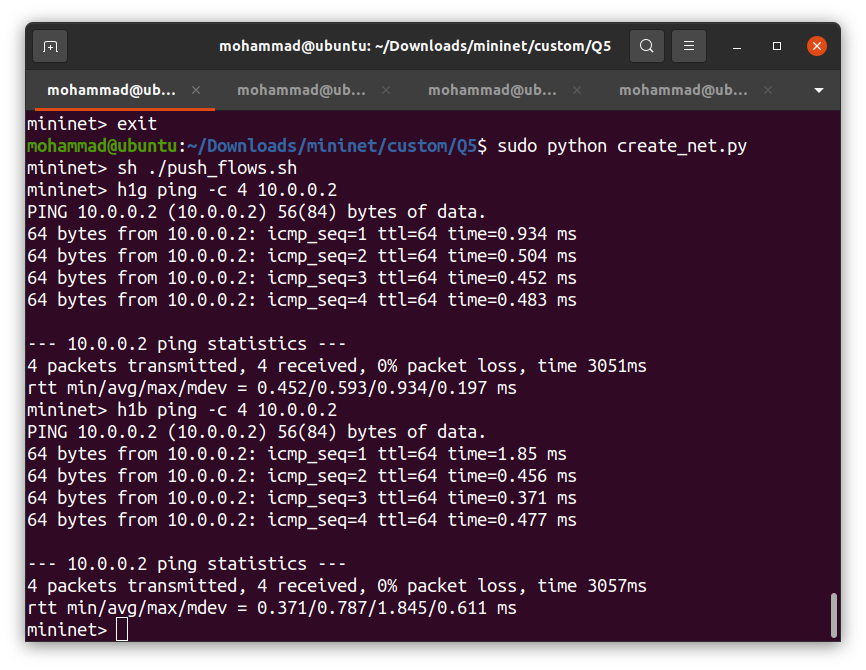 mohammad@ubuntu: ~/Downloads/mininet/custom/Q5
mohammad@ub... mohammad@ub... mohammad@ub... mohammad@ub...
mininet> exit
mohammad@ubuntu:~/Downloads/mininet/custom/Q5$ sudo python create_net.py
mininet> sh ./push_flows.sh
mininet> h1g ping -c 4 10.0.0.2
PING 10.0.0.2 (10.0.0.2) 56(84) bytes of data.
64 bytes from 10.0.0.2: icmp_seq=1 ttl=64 time=0.934 ms
64 bytes from 10.0.0.2: icmp_seq=2 ttl=64 time=0.504 ms
64 bytes from 10.0.0.2: icmp_seq=3 ttl=64 time=0.452 ms
64 bytes from 10.0.0.2: icmp_seq=4 ttl=64 time=0.483 ms

--- 10.0.0.2 ping statistics ---
4 packets transmitted, 4 received, 0% packet loss, time 3051ms
rtt min/avg/max/mdev = 0.452/0.593/0.934/0.197 ms
mininet> h1b ping -c 4 10.0.0.2
PING 10.0.0.2 (10.0.0.2) 56(84) bytes of data.
64 bytes from 10.0.0.2: icmp_seq=1 ttl=64 time=1.85 ms
64 bytes from 10.0.0.2: icmp_seq=2 ttl=64 time=0.456 ms
64 bytes from 10.0.0.2: icmp_seq=3 ttl=64 time=0.371 ms
64 bytes from 10.0.0.2: icmp_seq=4 ttl=64 time=0.477 ms

--- 10.0.0.2 ping statistics ---
4 packets transmitted, 4 received, 0% packet loss, time 3057ms
rtt min/avg/max/mdev = 0.371/0.787/1.845/0.611 ms
mininet>